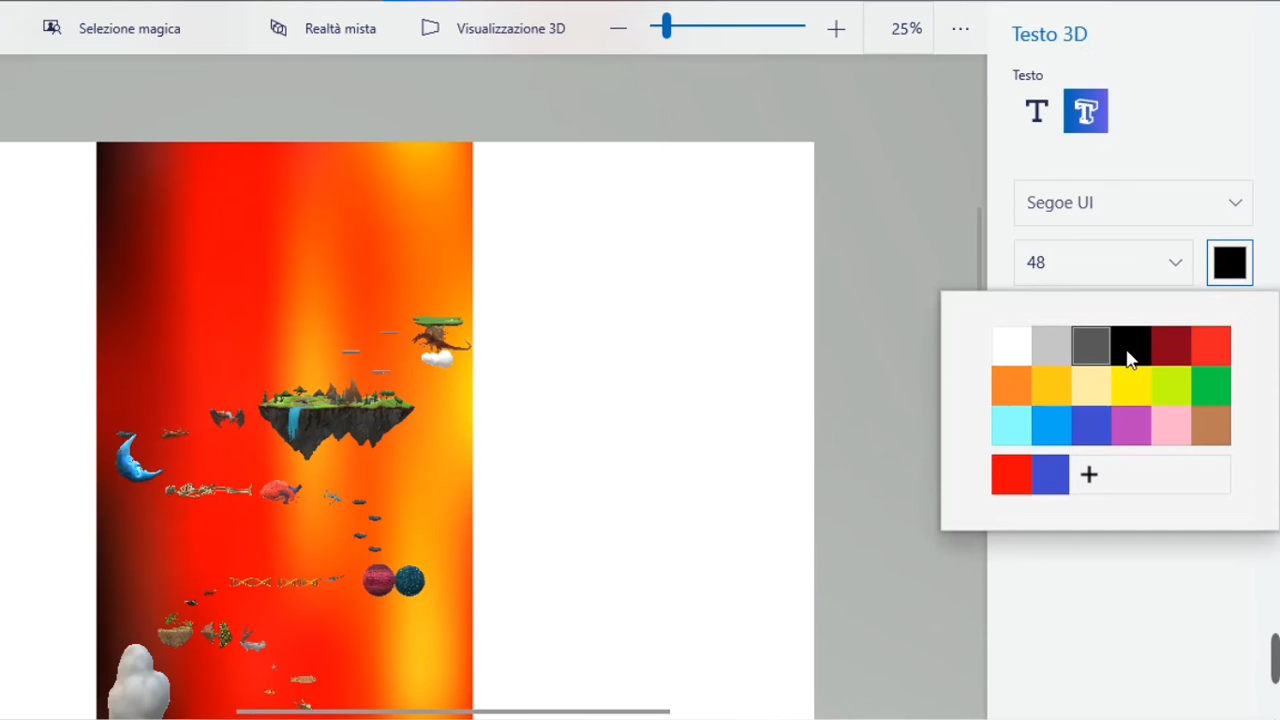 Selezione magica
Realtà mista
Visualizzazione 3D
25%
Testo 3D
Testo
Segoe UI
48